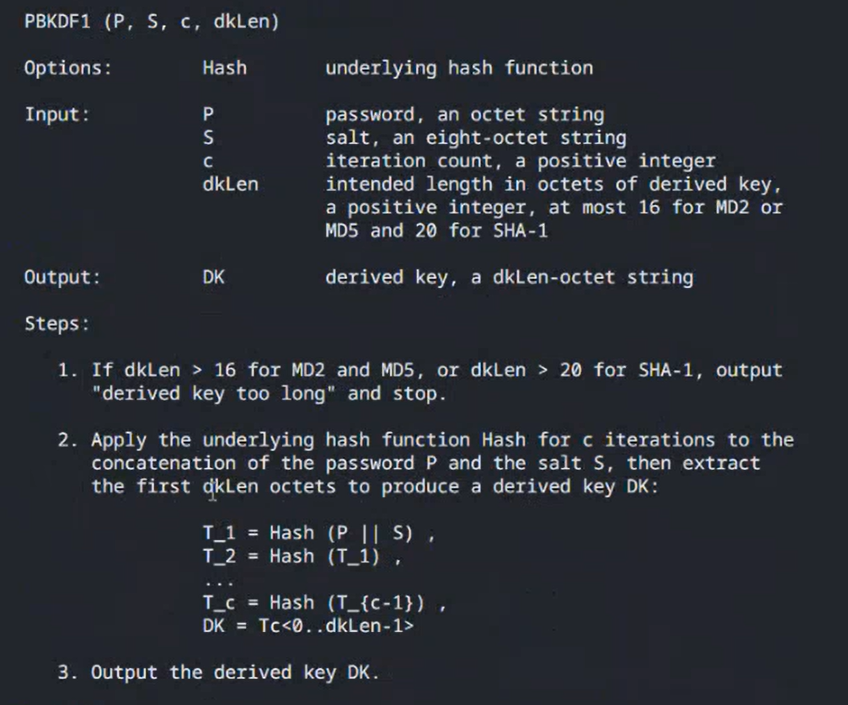 PBKDF1 (P, S, c, dkLen)
Options: Hash underlying hash function
Input: P password, an octet string
S salt, an eight-octet string
c iteration count, a positive integer
dkLen intended length in octets of derived key,
a positive integer, at most 16 for MD2 or
MD5 and 20 for SHA-1
Output: DK derived key, a dkLen-octet string
Steps:
1. If dkLen > 16 for MD2 and MD5, or dkLen > 20 for SHA-1, output
"derived key too long" and stop.
2. Apply the underlying hash function Hash for c iterations to the
concatenation of the password P and the salt S, then extract
the first dkLen octets to produce a derived key DK:
T_1 = Hash (P || S) ,
T_2 = Hash (T_1) ,
...
T_c = Hash (T_{c-1}) ,
DK = Tc<0..dkLen-1>
3. Output the derived key DK.